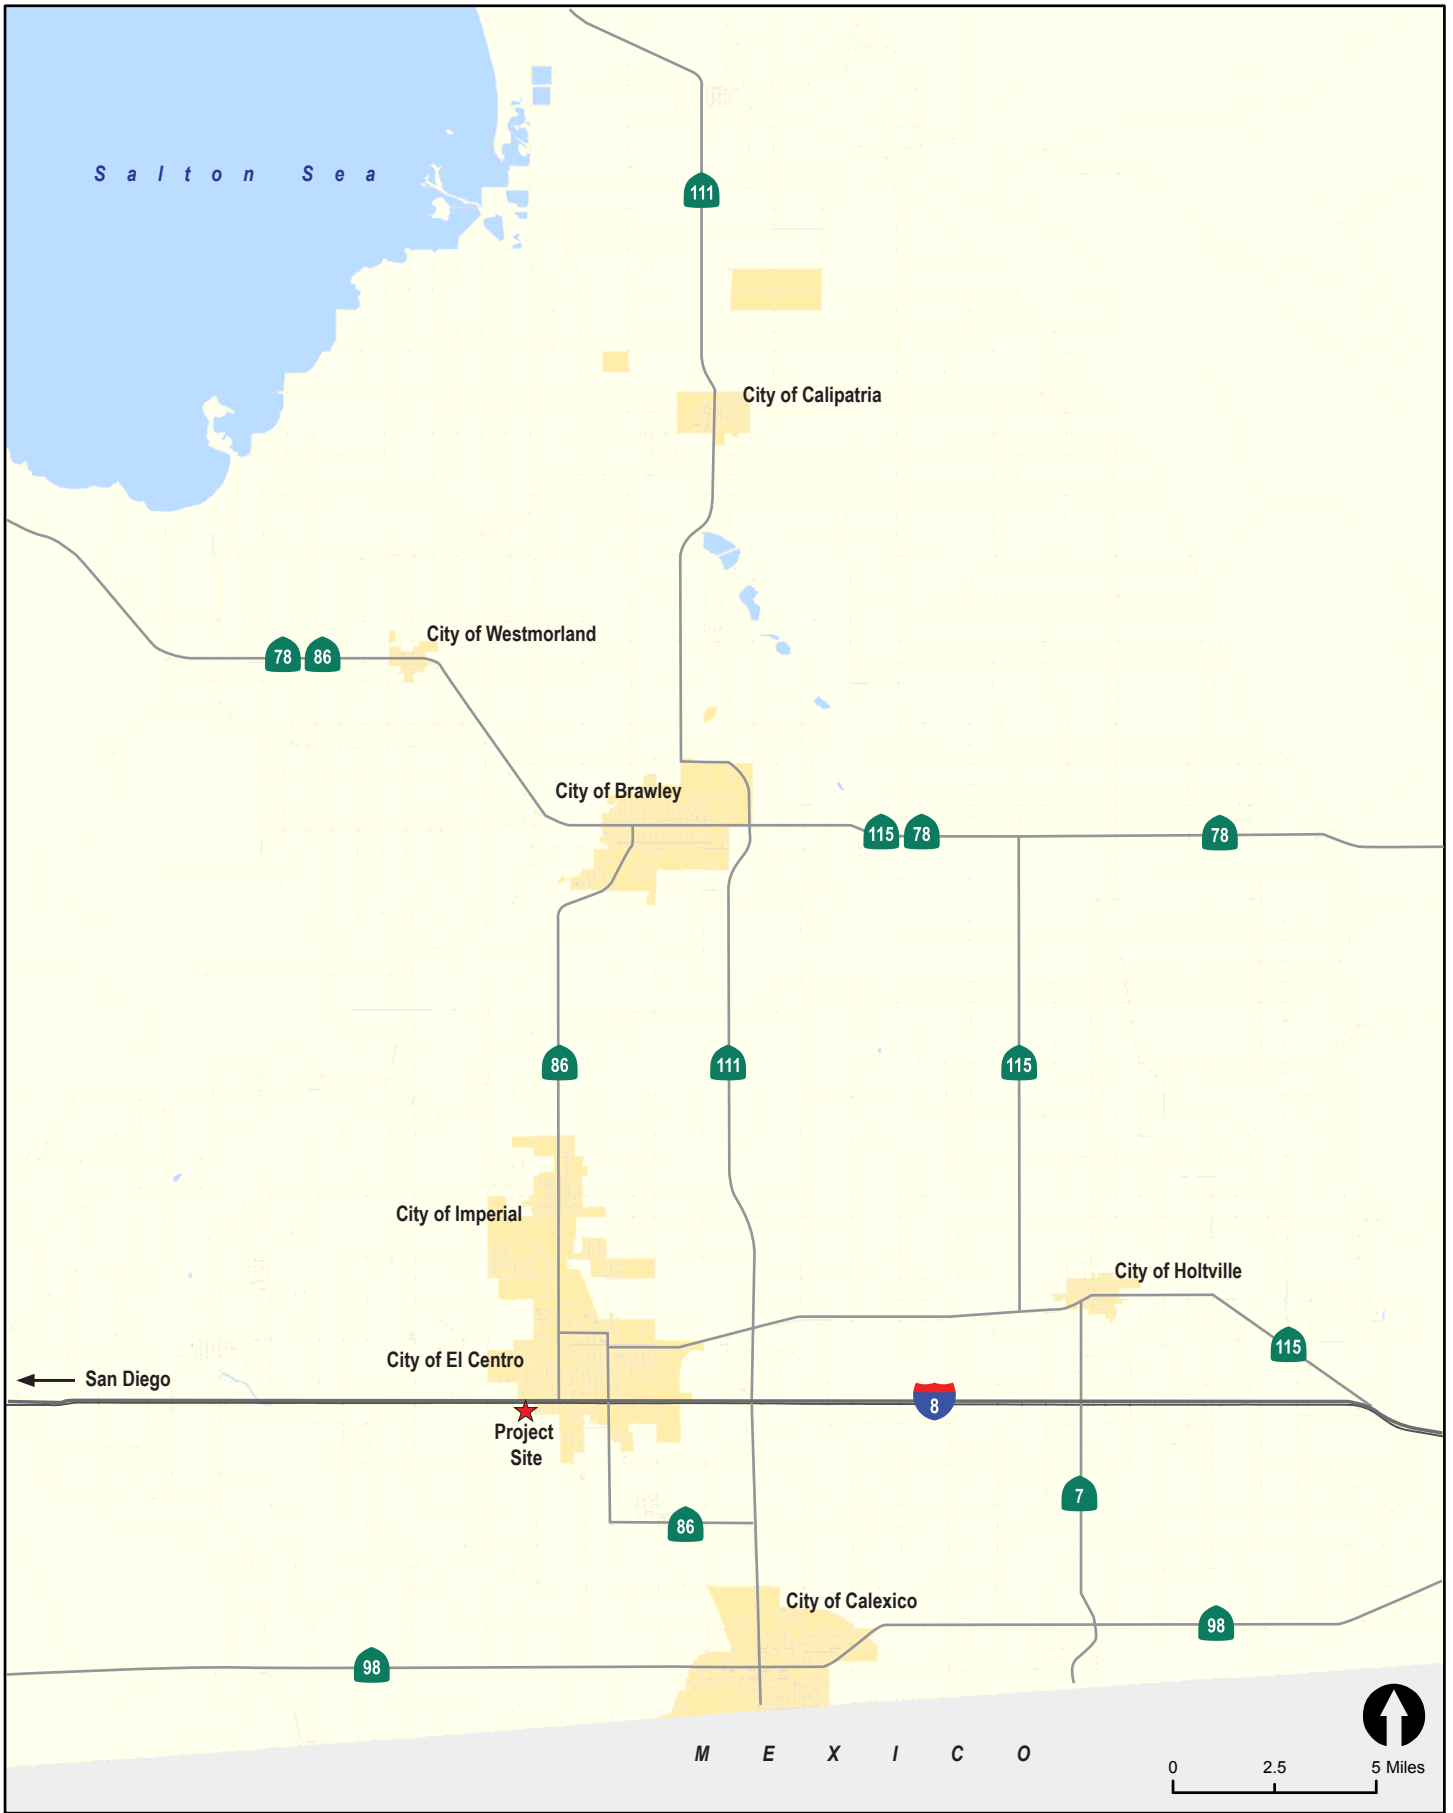 Salton Sea
111
City of Calipatria
City of Westmorland
78 86
City of Brawley
115 78
78
86
111
115
City of Imperial
City of Holtville
115
City of El Centro
San Diego
8
Project
Site
7
86
City of Calexico
98
98
MEXICO
0 2.5 5 Miles